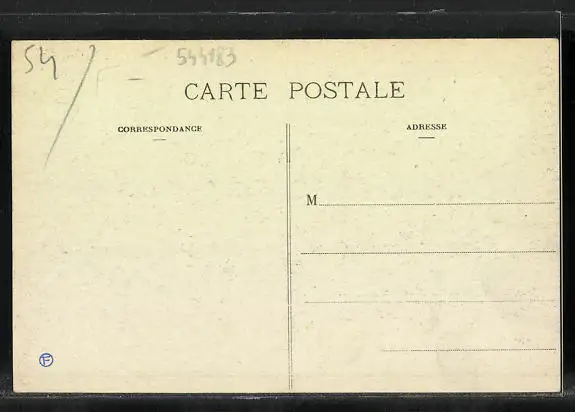 54 544183
CARTE POSTALE
CORRESPONDANCE ADRESSE
M
F